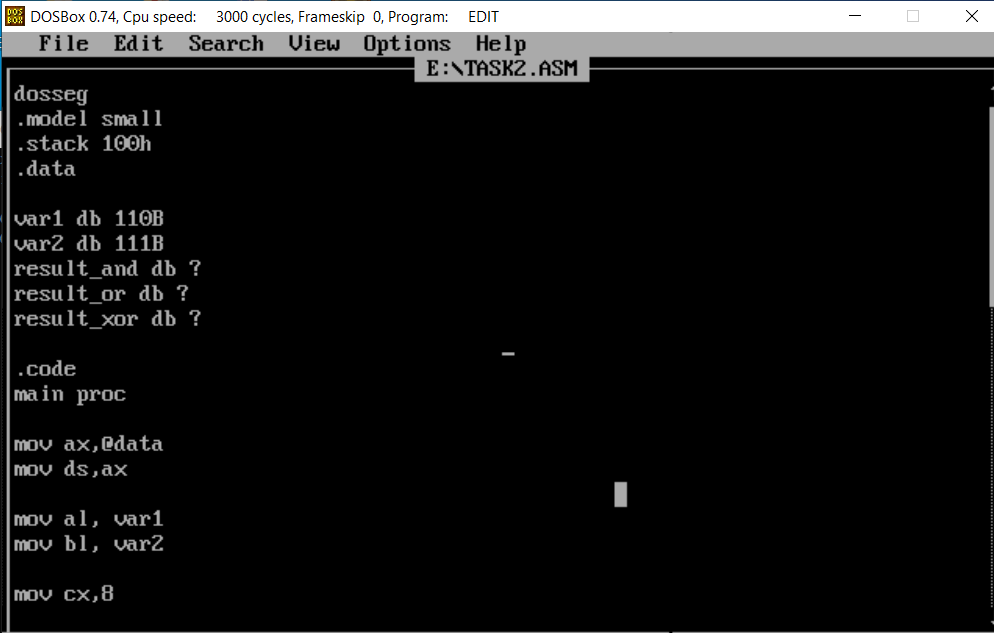 DOSBox 0.74, Cpu speed: 3000 cycles, Frameskip 0, Program: EDIT
File Edit Search View Options Help
E:\TASK2.ASM
dosseg
.model small
.stack 100h
.data
var1 db 110B
var2 db 111B
result_and db ?
result_or db ?
result_xor db ?
.code
main proc
mov ax,@data
mov ds,ax
mov al, var1
mov bl, var2
mov cx,8